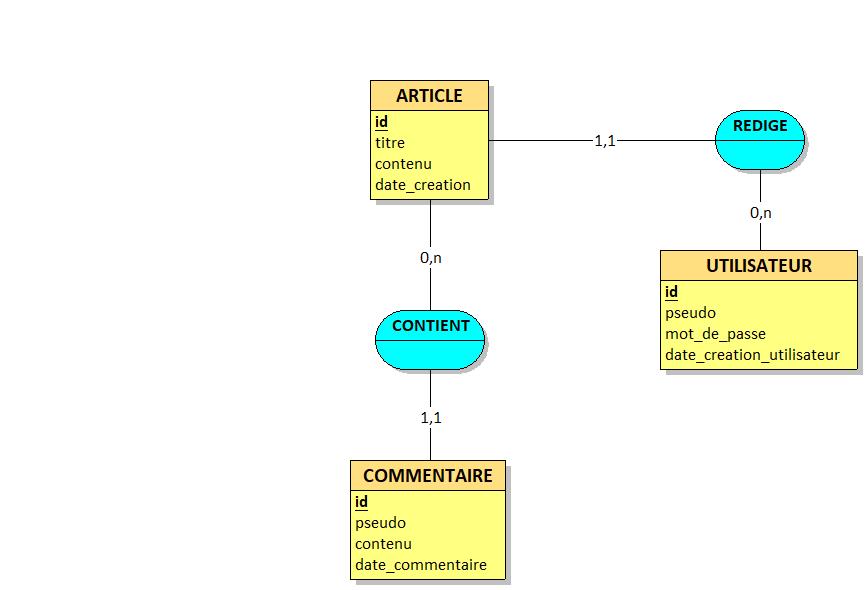 ARTICLE
id
titre
contenu
date_creation
1,1
REDIGE
0,n
UTILISATEUR
id
pseudo
mot_de_passe
date_creation_utilisateur
0,n
CONTIENT
1,1
COMMENTAIRE
id
pseudo
contenu
date_commentaire